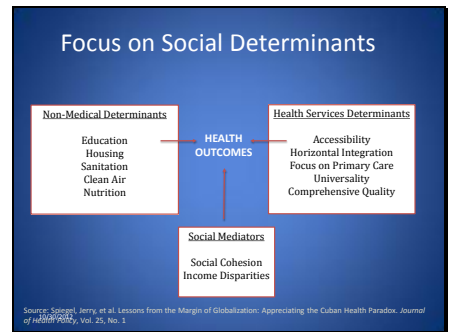 Focus on Social Determinants
Non-Medical Determinants
Education
Housing
Sanitation
Clean Air
Nutrition
HEALTH
OUTCOMES
Health Services Determinants
Accessibility
Horizontal Integration
Focus on Primary Care
Universality
Comprehensive Quality
Social Mediators
Social Cohesion
Income Disparities
Source: Spiegel, Jerry, et al. Lessons from the Margin of Globalization: Appreciating the Cuban Health Paradox. Journal
of Health Policy, Vol. 25, No. 1